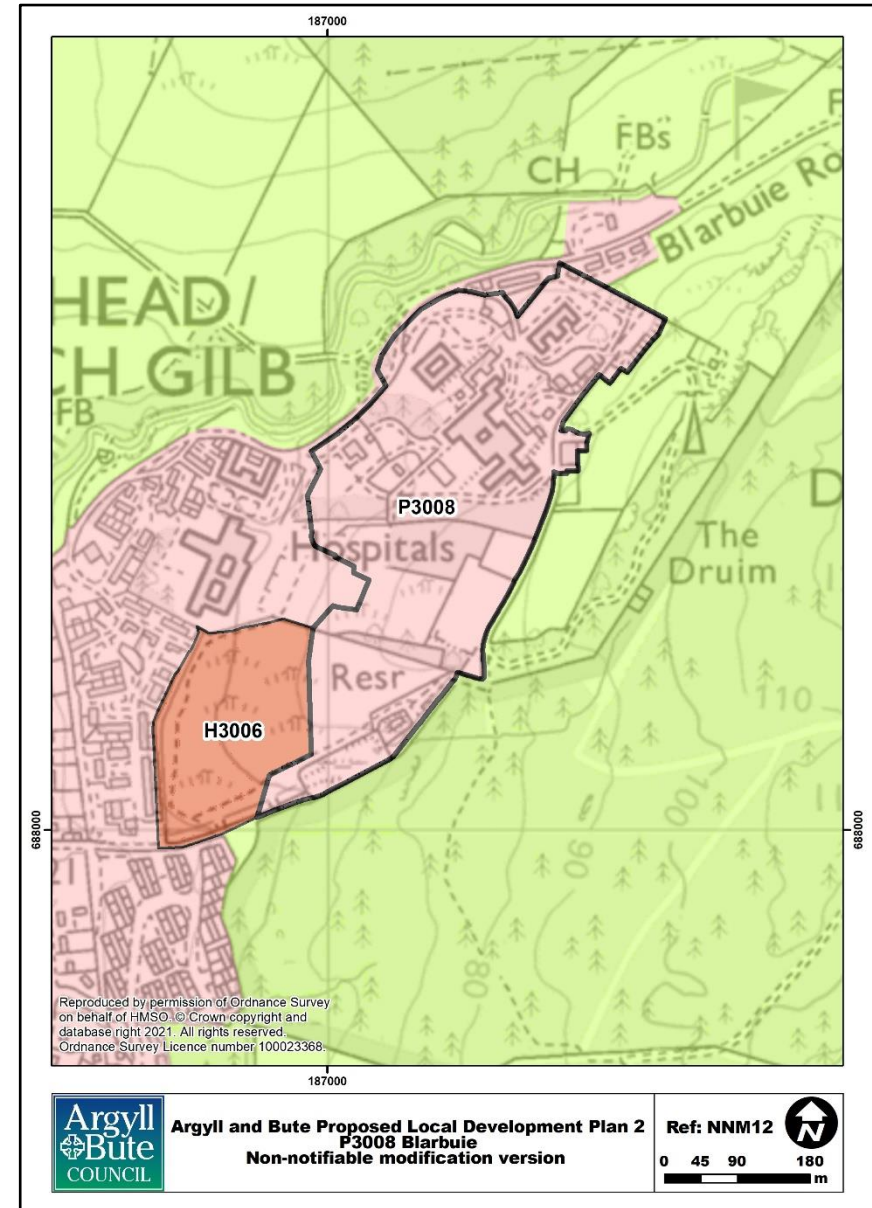 187000
FBs
F
CH
Blarbuie Ro
HEAD/
CH GILB
FB
P3008
D
Hospitals
The
Druim
Resr
110
H3006
100
11
688000
688000
90
21
80
Reproduced by permission of Ordnance Survey
on behalf of HMSO. © Crown copyright and
database right 2021. All rights reserved.
Ordnance Survey Licence number 100023368.
187000
Argyll
&Bute
COUNCIL
Argyll and Bute Proposed Local Development Plan 2
P3008 Blarbuie
Non-notifiable modification version
Ref: NNM12
N
0 45 90 180
m